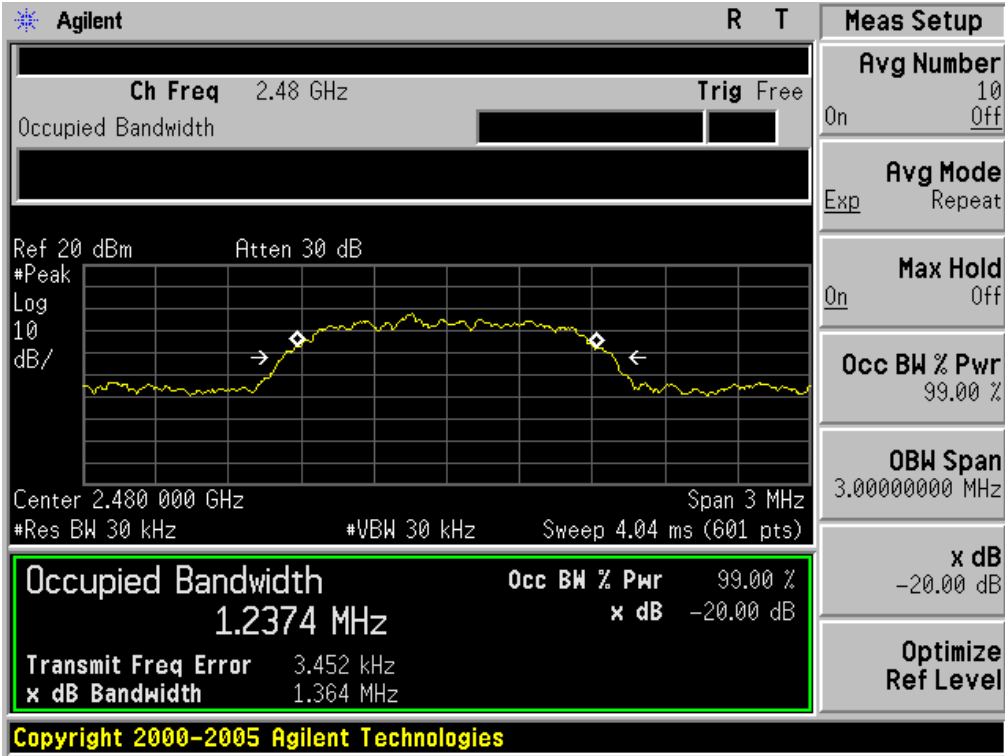 Agilent R T
Ch Freq 2.48 GHz Trig Free
Occupied Bandwidth
Ref 20 dBm Atten 30 dB
#Peak
Log
10
dB/
Center 2.480 000 GHz Span 3 MHz
#Res BW 30 kHz #VBW 30 kHz Sweep 4.04 ms (601 pts)
Occupied Bandwidth Occ BW % Pwr 99.00 %
1.2374 MHz x dB -20.00 dB
Transmit Freq Error 3.452 kHz
x dB Bandwidth 1.364 MHz
Copyright 2000-2005 Agilent Technologies
Meas Setup
Avg Number
10
On Off
Avg Mode
Exp Repeat
Max Hold
On Off
Occ BW % Pwr
99.00 %
OBW Span
3.00000000 MHz
x dB
-20.00 dB
Optimize
Ref Level